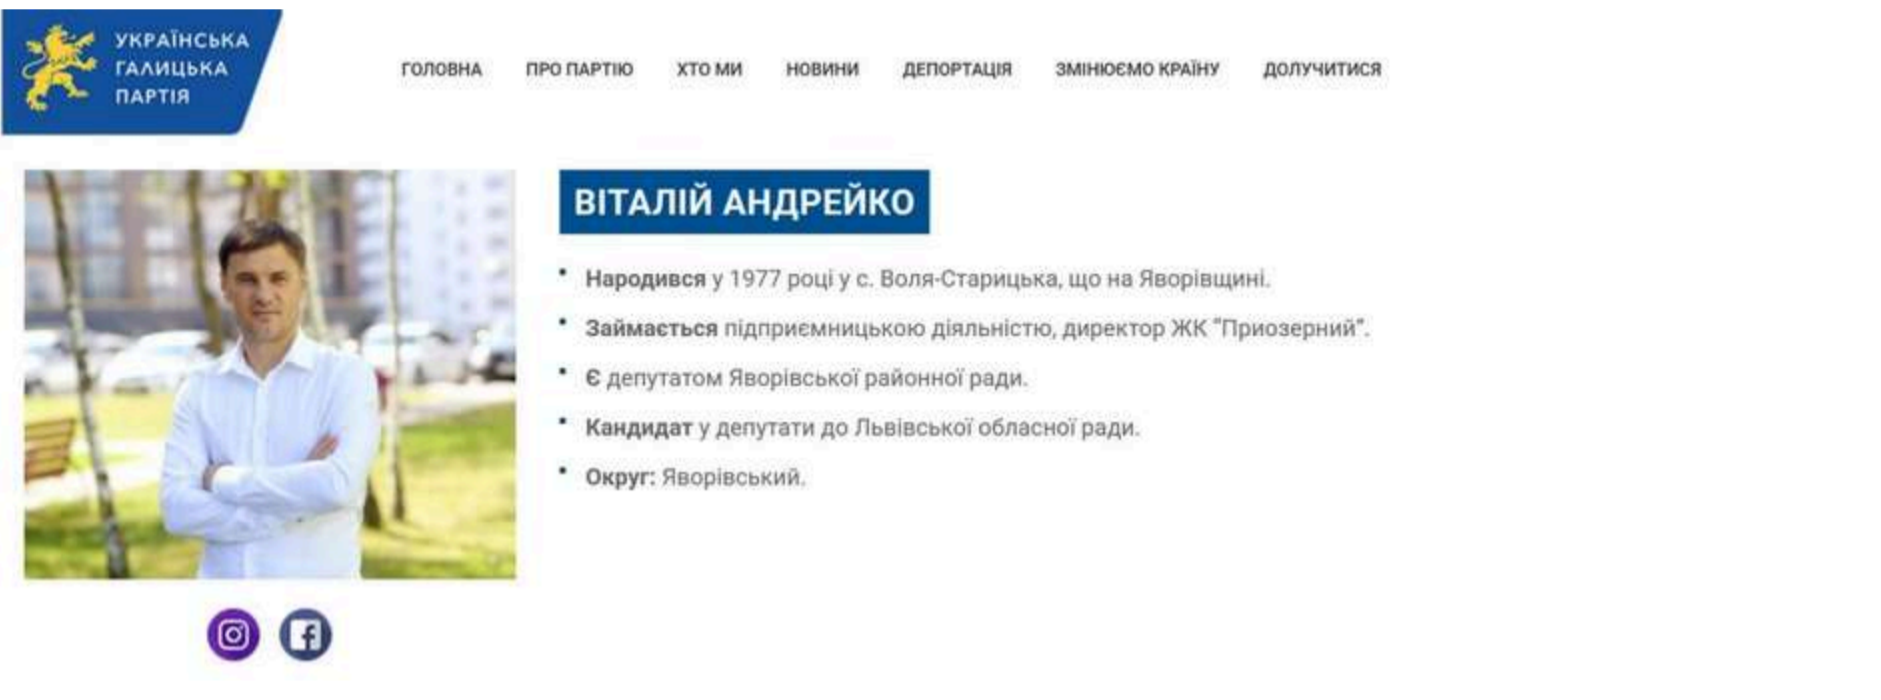 УКРАЇНСЬКА
ГАЛИЦЬКА
ПАРТІЯ
ГОЛОВНА ПРО ПАРТІЮ ХТО МИ НОВИНИ ДЕПОРТАЦІЯ ЗМІНЮЄМО КРАЇНУ ДОЛУЧИТИСЯ
ВІТАЛІЙ АНДРЕЙКО
• Народився у 1977 році у с. Воля-Старицька, що на Яворівщині.
• Займається підприємницькою діяльністю, директор ЖК "Приозерний".
• Є депутатом Яворівської районної ради.
• Кандидат у депутати до Львівської обласної ради.
• Округ: Яворівський.